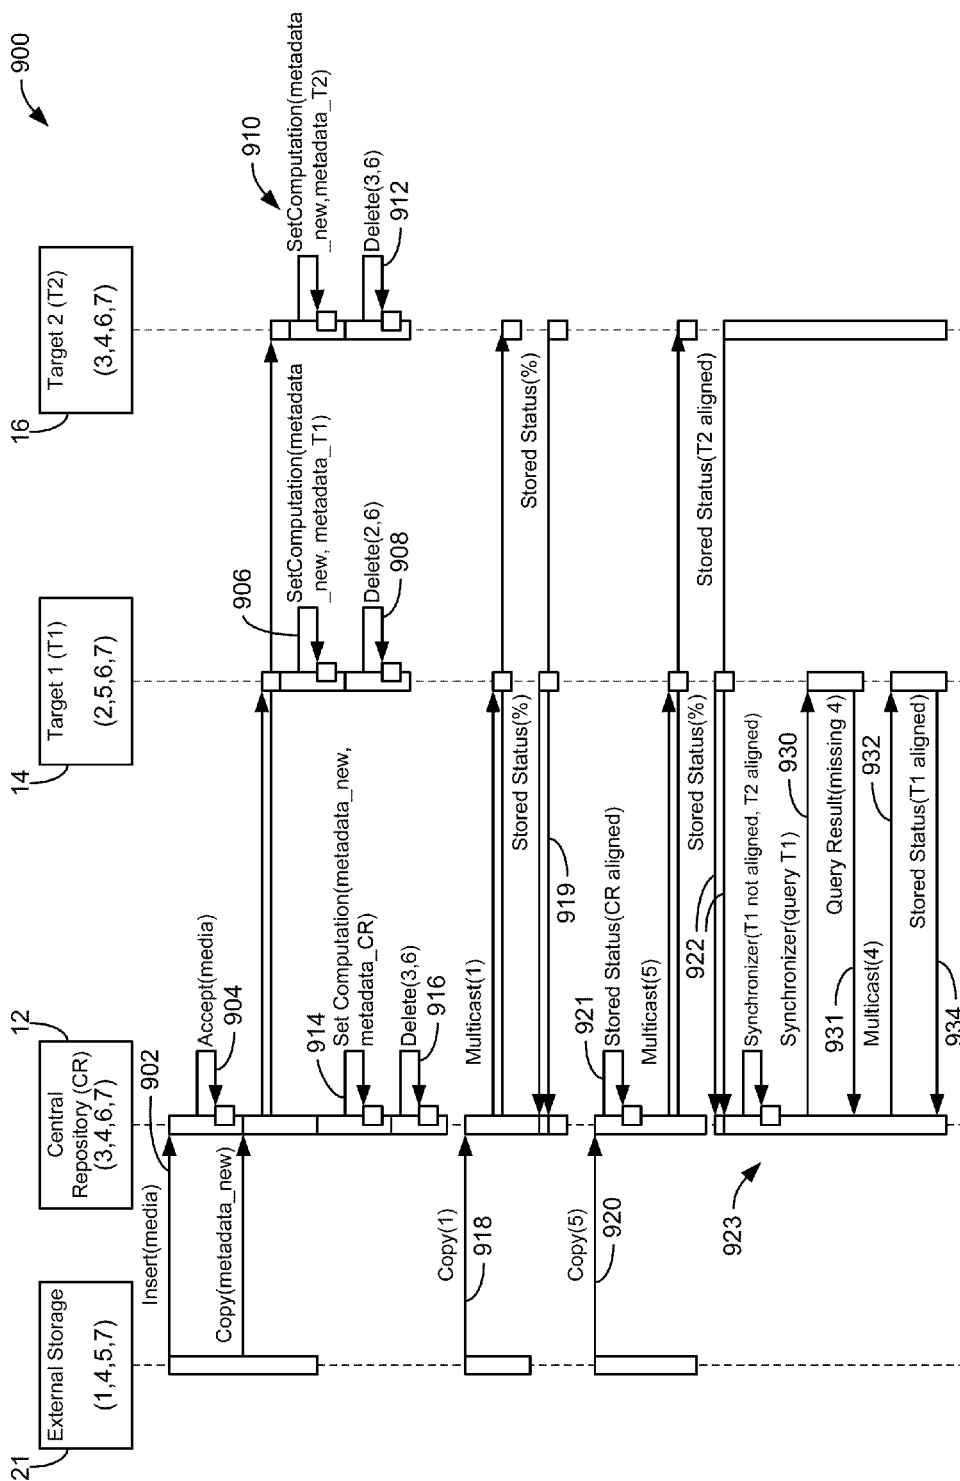 900
21
External Storage
(1,4,5,7)
12
Central
Repository (CR)
(3,4,6,7)
14
Target 1 (T1)
(2,5,6,7)
16
Target 2 (T2)
(3,4,6,7)
Insert(media)
902
Accept(media)
904
Copy(metadata_new)
906
SetComputation(metadata
_new, metadata_T1)
910
SetComputation(metadata
_new,metadata_T2)
Delete(2,6)
908
Delete(3,6)
912
914
Set Computation(metadata_new,
metadata_CR)
Delete(3,6)
916
Copy(1)
918
Multicast(1)
Stored Status(%)
Stored Status(%)
919
Copy(5)
920
921
Stored Status(CR aligned)
Multicast(5)
Stored Status(%)
Stored Status(T2 aligned)
922
923
Synchronizer(T1 not aligned, T2 aligned)
Synchronizer(query T1)
930
Query Result(missing 4)
931
Multicast(4)
932
Stored Status(T1 aligned)
934